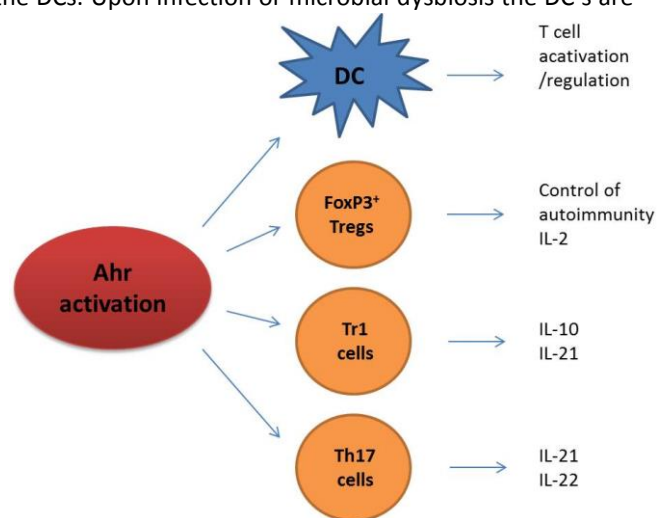 the DCs. Upon infection or microbial dysbiosis the DC's are
DC
T cell
acativation
/regulation
FoxP3⁺
Tregs
Control of
autoimmunity
IL-2
Ahr
activation
Tr1
cells
IL-10
IL-21
Th17
cells
IL-21
IL-22